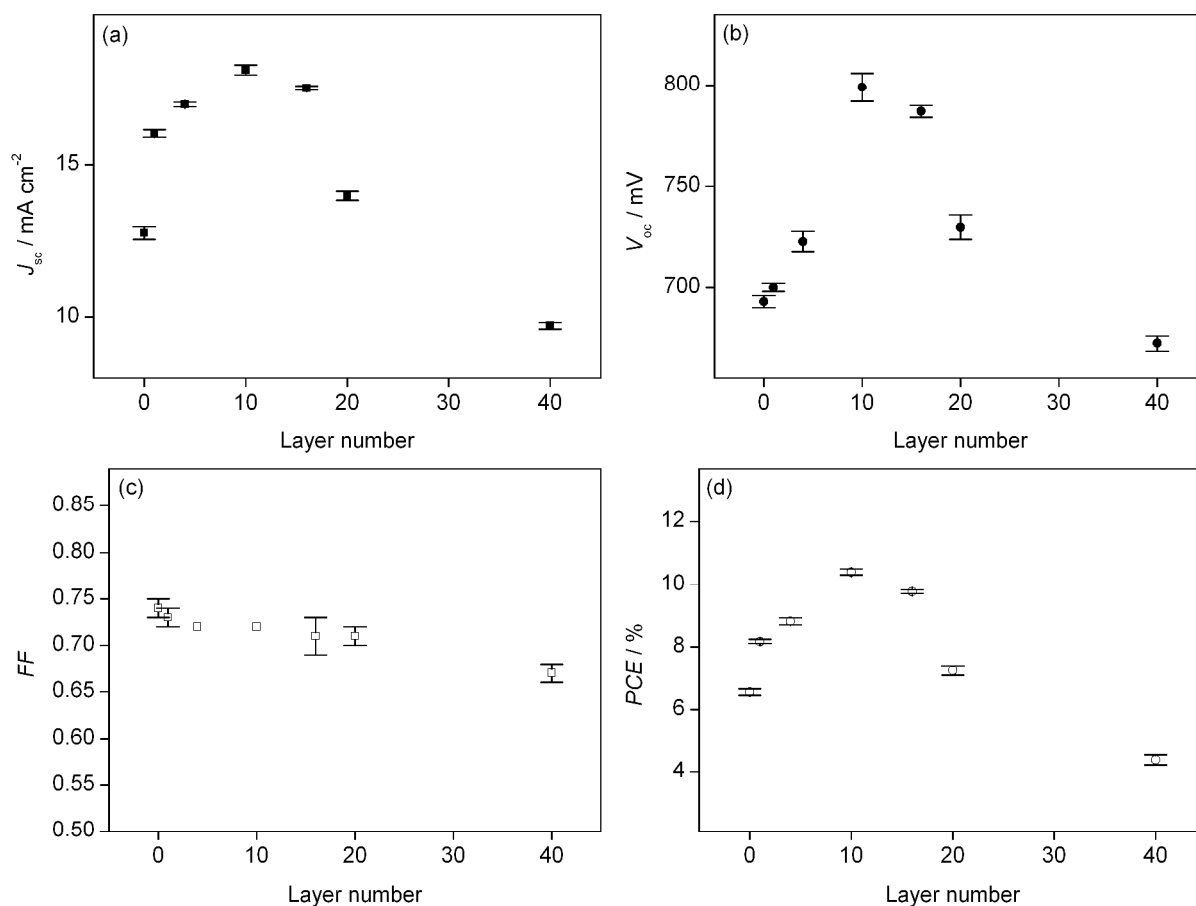 (a)
15
10
J_sc / mA cm⁻²
0 10 20 30 40
Layer number
(b)
800
750
700
V_oc / mV
0 10 20 30 40
Layer number
(c)
0.85
0.80
0.75
0.70
0.65
0.60
0.55
0.50
FF
0 10 20 30 40
Layer number
(d)
12
10
8
6
4
PCE / %
0 10 20 30 40
Layer number